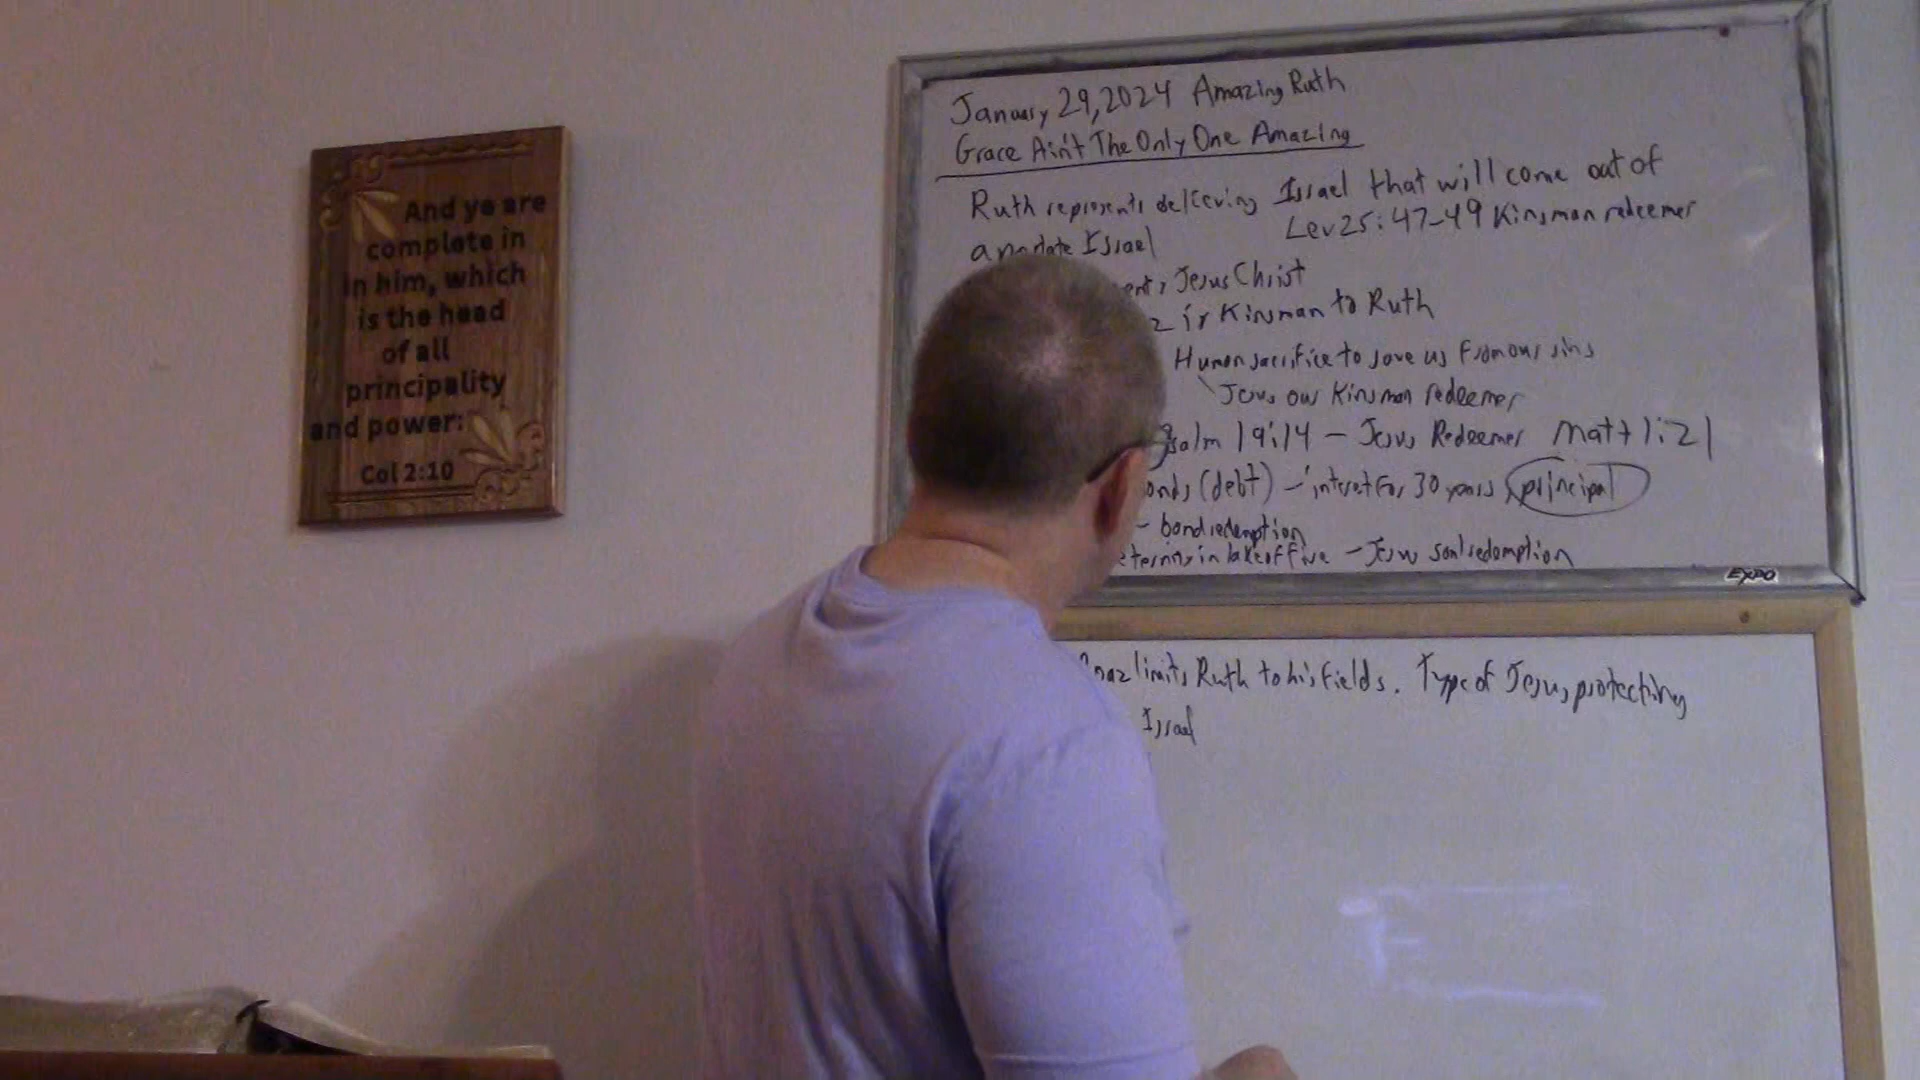 And ye are
complete in
in him, which
is the head
of all
principality
and power:
Col 2:10
January 29, 2024 Amazing Ruth
Grace Ain't The Only One Amazing
Ruth represents believing Israel that will come out of
apostate Israel
Lev 25:47-49 Kinsman redeemer
Jesus Christ
is Kinsman to Ruth
Human sacrifice to save us from our sins
Jesus our Kinsman redeemer
Psalm 19:14 - Jesus Redeemer Matt 1:21
(debt) - interest for 30 years principal
- bond redemption
eternity in lake of fire - Jesus soul redemption
EXPO
Boaz limits Ruth to his fields. Type of Jesus protecting
Israel